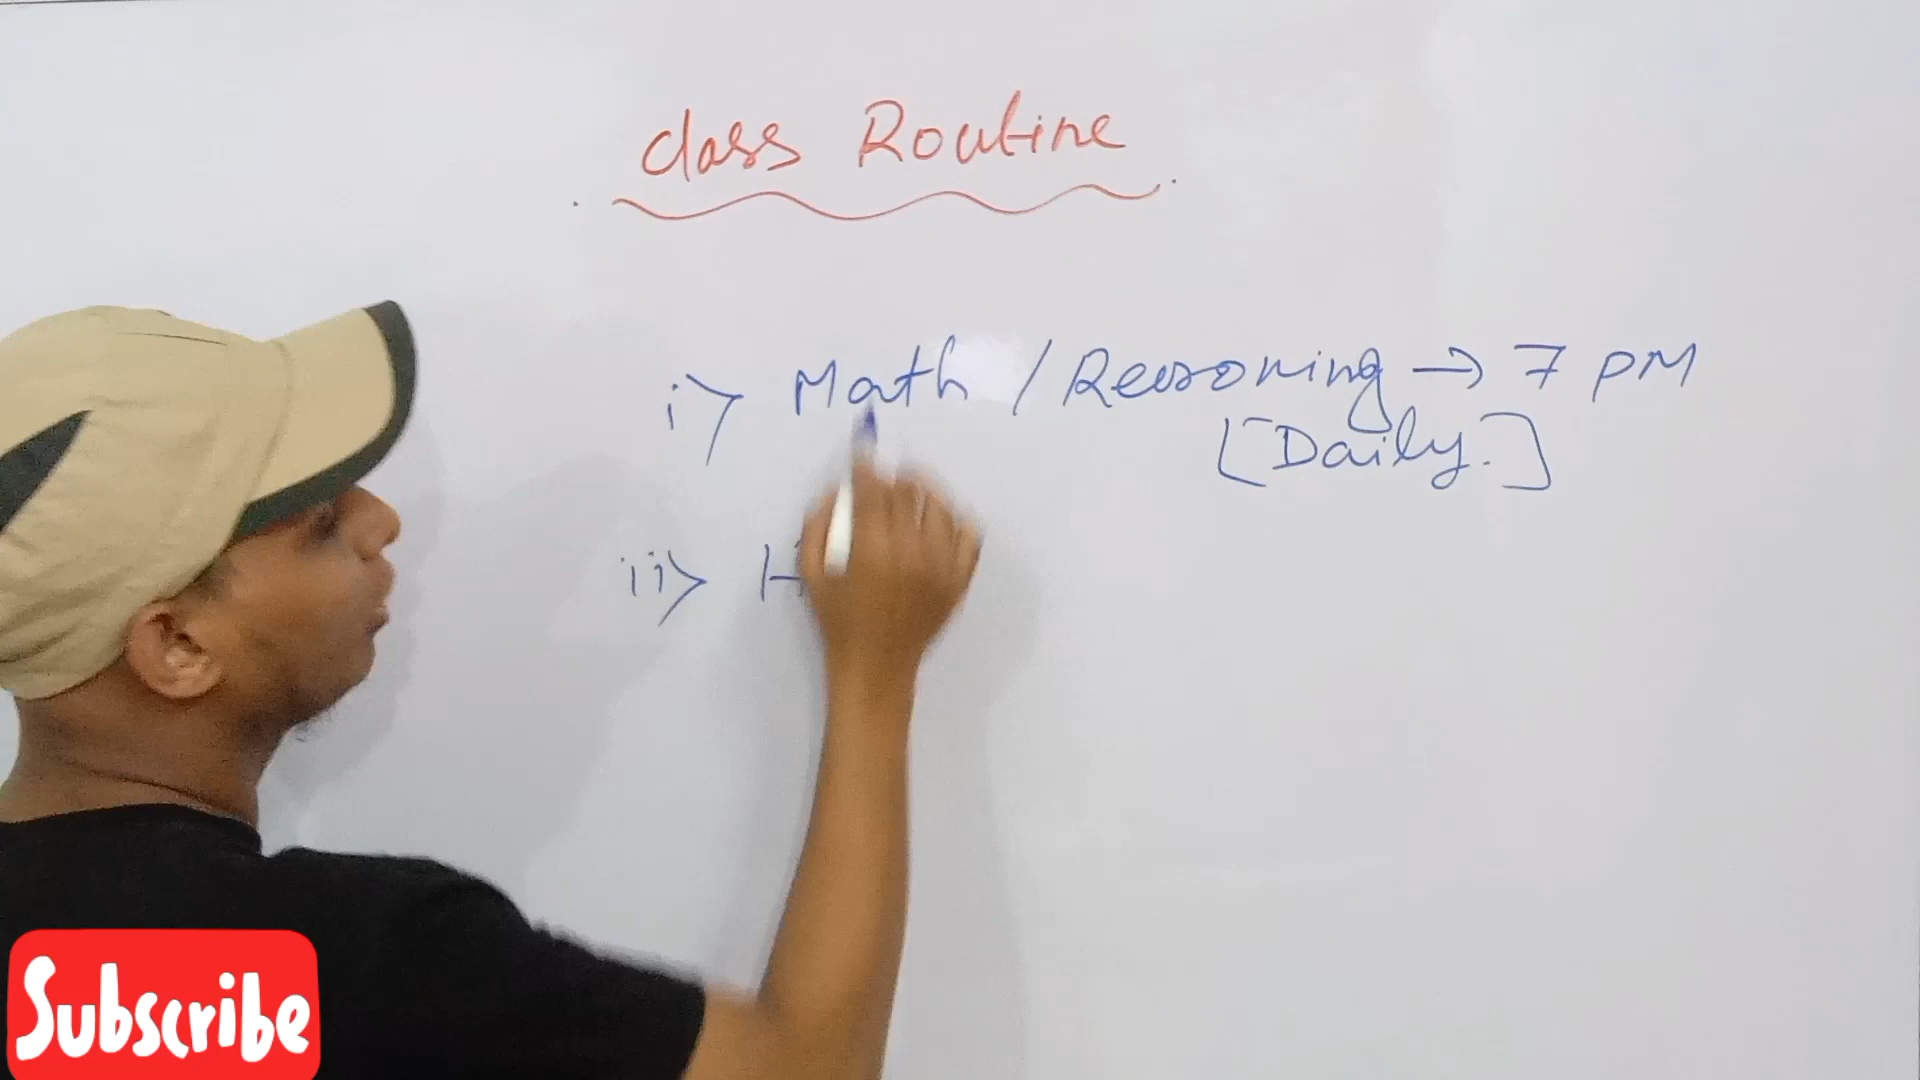 class Routine
i> Math / Reasoning → 7 PM
[Daily.]
ii> H
Subscribe